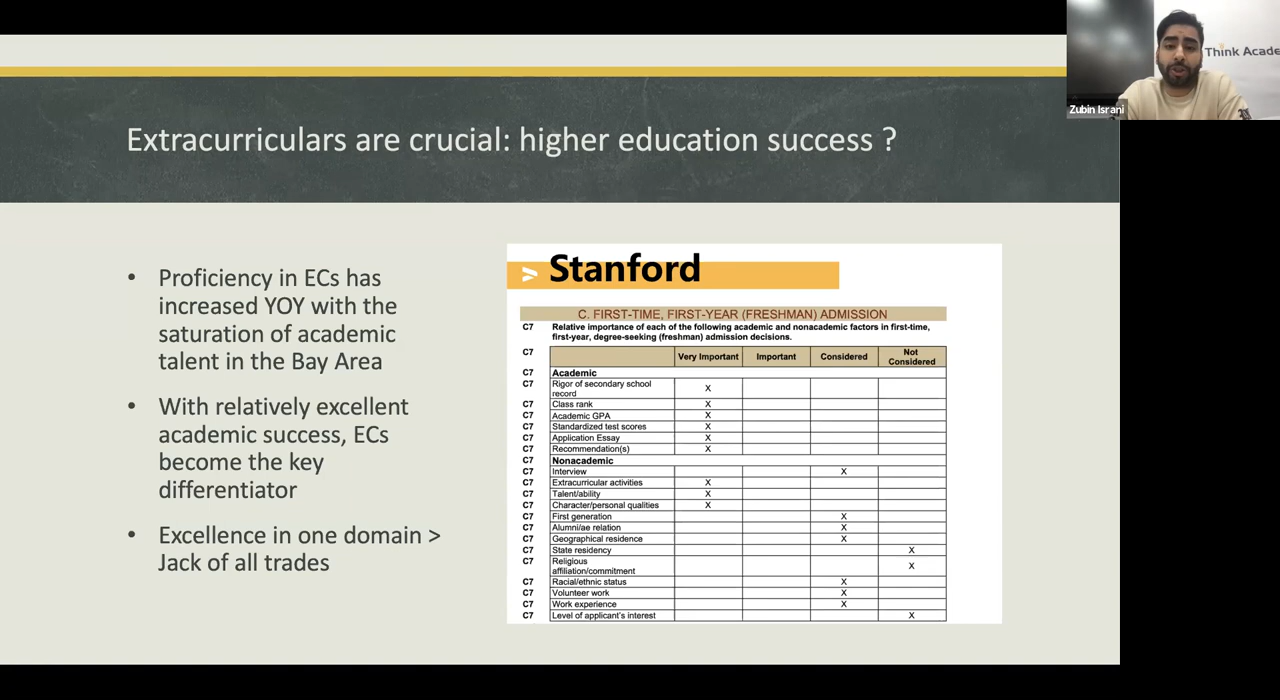 Think Acade
Zubin Israni
Extracurriculars are crucial: higher education success ?
• Proficiency in ECs has
increased YOY with the
saturation of academic
talent in the Bay Area
• With relatively excellent
academic success, ECs
become the key
differentiator
• Excellence in one domain >
Jack of all trades
Stanford
C. FIRST-TIME, FIRST-YEAR (FRESHMAN) ADMISSION
C7 Relative importance of each of the following academic and nonacademic factors in first-time,
first-year, degree-seeking (freshman) admission decisions.
C7 Very Important Important Considered Not
Considered
C7 Academic
C7 Rigor of secondary school
record X
C7 Class rank X
C7 Academic GPA X
C7 Standardized test scores X
C7 Application Essay X
C7 Recommendation(s) X
C7 Nonacademic
C7 Interview X
C7 Extracurricular activities X
C7 Talent/ability X
C7 Character/personal qualities X
C7 First generation X
C7 Alumni/ae relation X
C7 Geographical residence X
C7 State residency X
C7 Religious
affiliation/commitment X
C7 Racial/ethnic status X
C7 Volunteer work X
C7 Work experience X
C7 Level of applicant's interest X